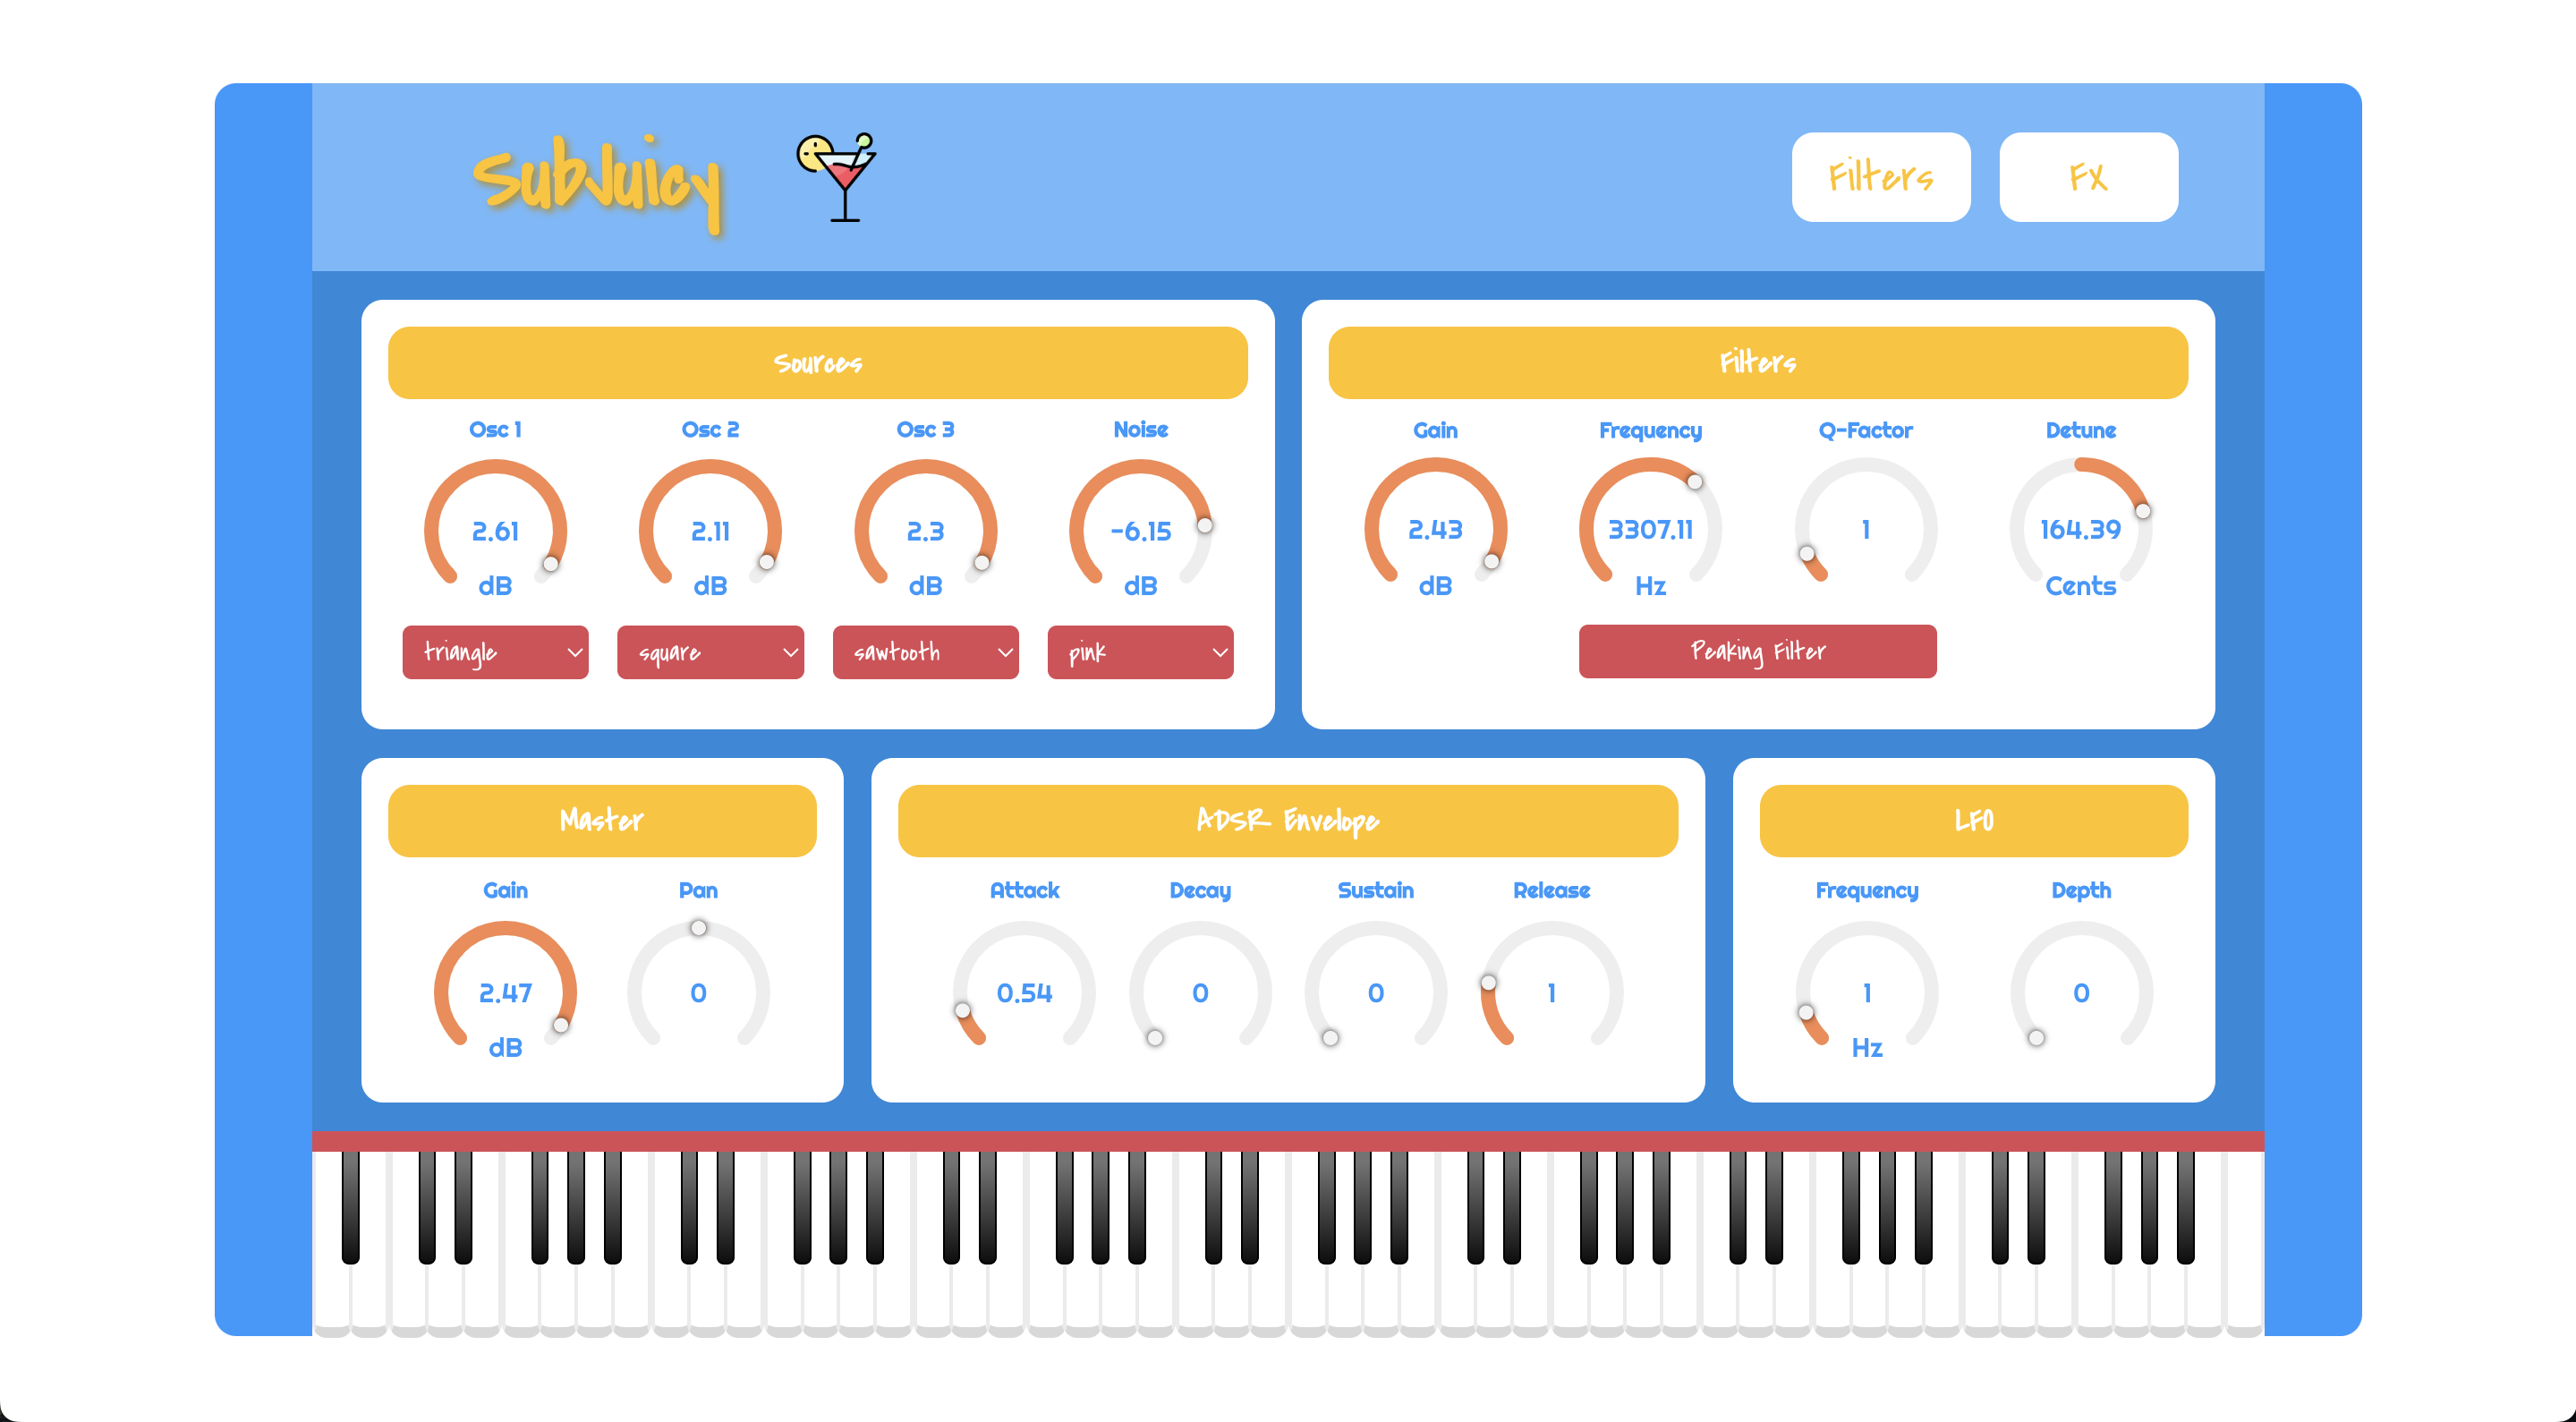 SubJuicy
Filters FX
Sources
Osc 1 Osc 2 Osc 3 Noise
2.61 2.11 2.3 -6.15
dB dB dB dB
triangle square sawtooth pink
Filters
Gain Frequency Q-Factor Detune
2.43 3307.11 1 164.39
dB Hz Cents
Peaking Filter
Master
Gain Pan
2.47 0
dB
ADSR Envelope
Attack Decay Sustain Release
0.54 0 0 1
LFO
Frequency Depth
1 0
Hz